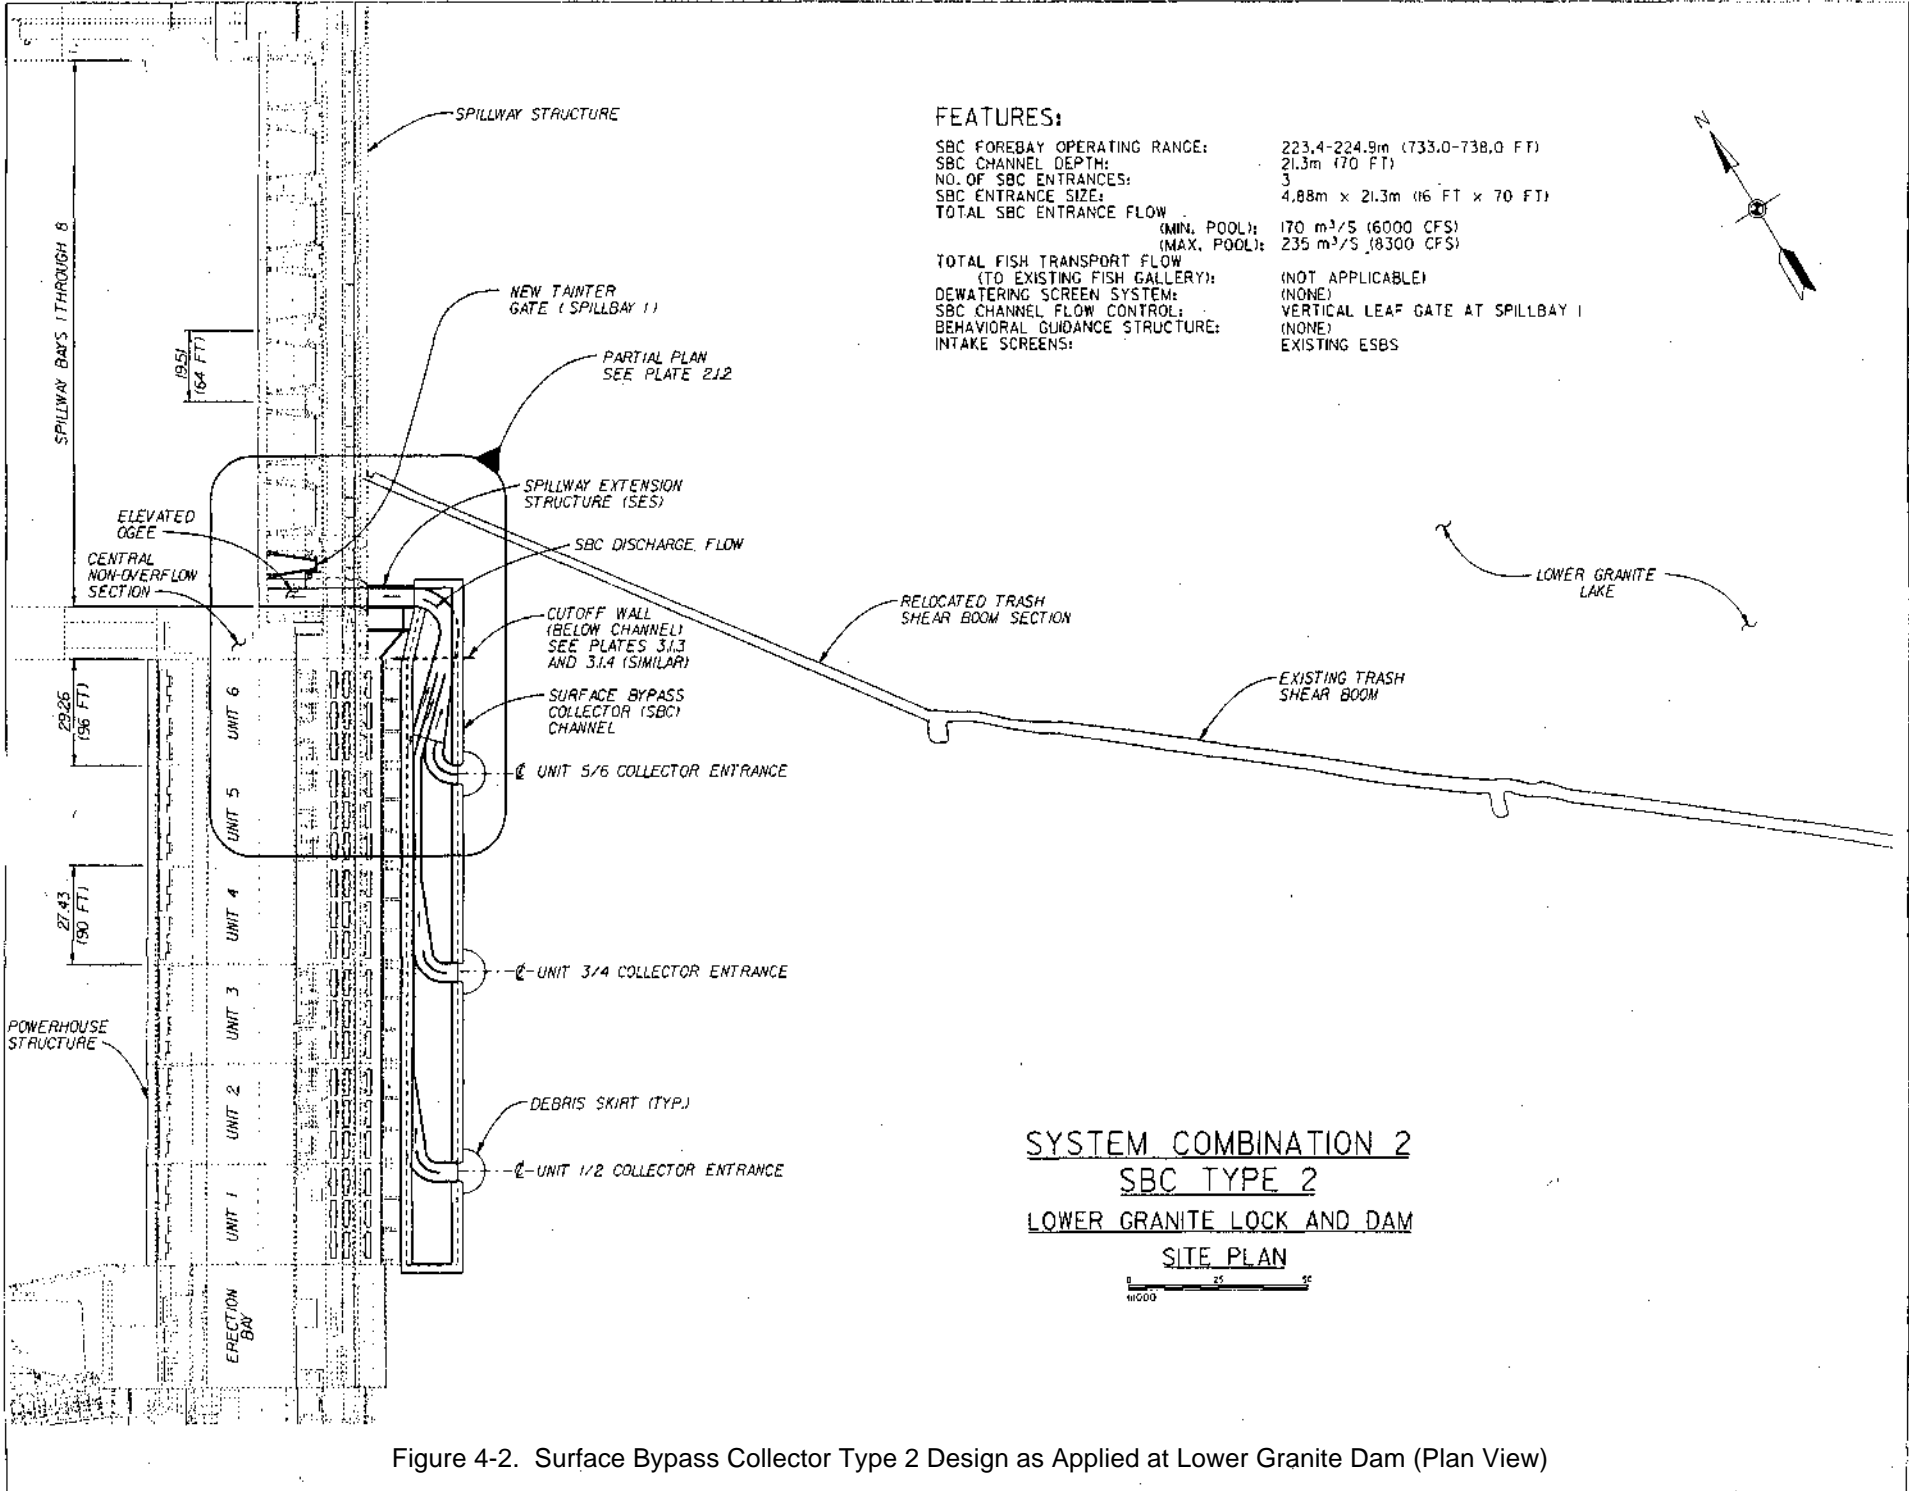 SPILLWAY STRUCTURE
FEATURES:
SBC FOREBAY OPERATING RANGE: 223.4-224.9m (733.0-738.0 FT)
SBC CHANNEL DEPTH: 21.3m (70 FT)
NO. OF SBC ENTRANCES: 3
SBC ENTRANCE SIZE: 4.88m x 21.3m (16 FT x 70 FT)
TOTAL SBC ENTRANCE FLOW
(MIN. POOL): 170 m³/S (6000 CFS)
(MAX. POOL): 235 m³/S (8300 CFS)
TOTAL FISH TRANSPORT FLOW
(TO EXISTING FISH GALLERY): (NOT APPLICABLE)
DEWATERING SCREEN SYSTEM: (NONE)
SBC CHANNEL FLOW CONTROL: VERTICAL LEAF GATE AT SPILLBAY 1
BEHAVIORAL GUIDANCE STRUCTURE: (NONE)
INTAKE SCREENS: EXISTING ESBS
N
SPILLWAY BAYS 1 THROUGH 8
19.51
(64 FT)
NEW TAINTER
GATE (SPILLBAY 1)
PARTIAL PLAN
SEE PLATE 2.1.2
SPILLWAY EXTENSION
STRUCTURE (SES)
SBC DISCHARGE FLOW
ELEVATED
OGEE
CENTRAL
NON-OVERFLOW
SECTION
CUTOFF WALL
(BELOW CHANNEL)
SEE PLATES 3.1.3
AND 3.1.4 (SIMILAR)
SURFACE BYPASS
COLLECTOR (SBC)
CHANNEL
RELOCATED TRASH
SHEAR BOOM SECTION
LOWER GRANITE
LAKE
EXISTING TRASH
SHEAR BOOM
29.26
(96 FT)
UNIT 6
UNIT 5
℄ UNIT 5/6 COLLECTOR ENTRANCE
27.43
(90 FT)
UNIT 4
UNIT 3
℄ UNIT 3/4 COLLECTOR ENTRANCE
POWERHOUSE
STRUCTURE
UNIT 2
DEBRIS SKIRT (TYP.)
℄ UNIT 1/2 COLLECTOR ENTRANCE
UNIT 1
ERECTION
BAY
SYSTEM COMBINATION 2
SBC TYPE 2
LOWER GRANITE LOCK AND DAM
SITE PLAN
0 25 50
1:1000
Figure 4-2. Surface Bypass Collector Type 2 Design as Applied at Lower Granite Dam (Plan View)